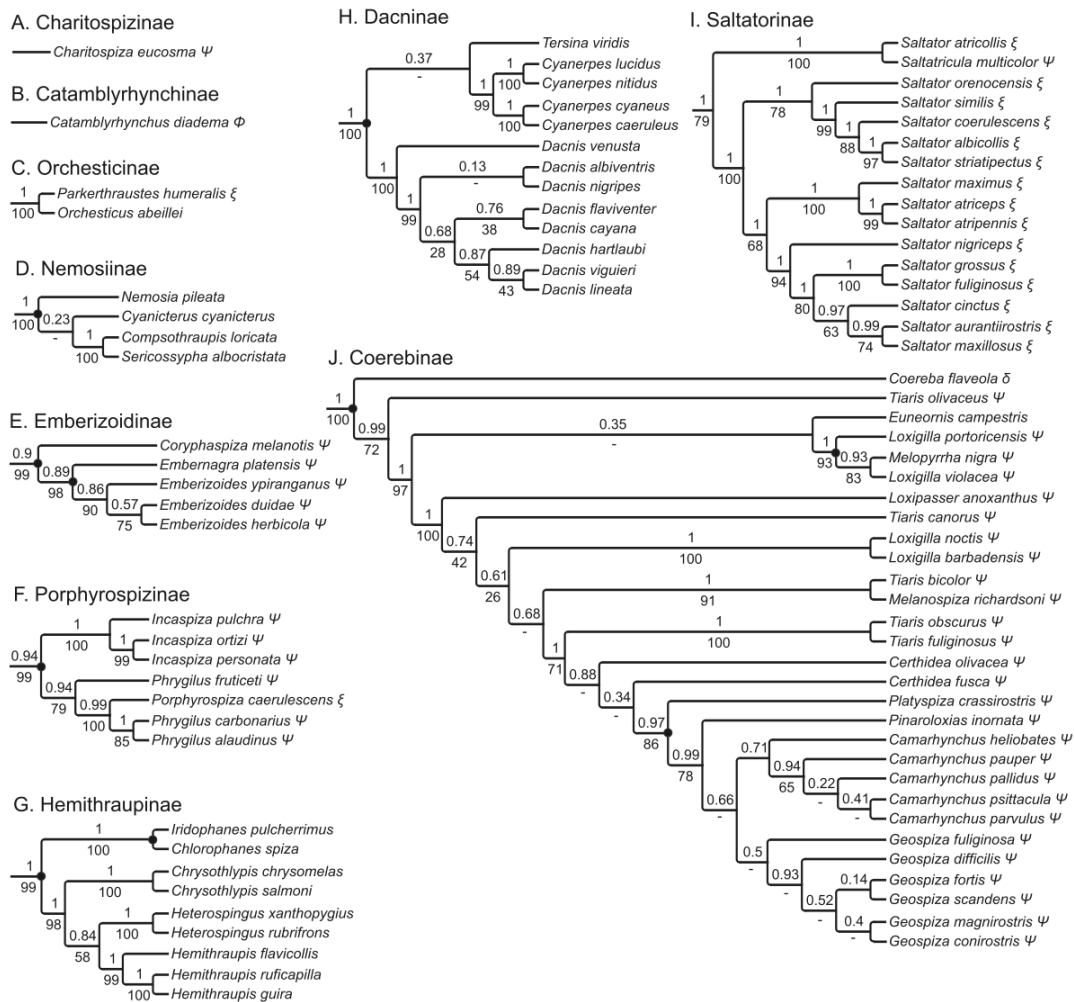 A. Charitospizinae
Charitospiza eucosma Ψ
B. Catamblyrhynchinae
Catamblyrhynchus diadema Φ
C. Orchesticinae
1
100
Parkerthraustes humeralis ξ
Orchesticus abeillei
D. Nemosiinae
1
100
Nemosia pileata
0.23
-
Cyanicterus cyanicterus
1
100
Compsothraupis loricata
Sericossypha albocristata
E. Emberizoidinae
0.9
99
Coryphaspiza melanotis Ψ
0.89
98
Embernagra platensis Ψ
0.86
90
Emberizoides ypiranganus Ψ
0.57
75
Emberizoides duidae Ψ
Emberizoides herbicola Ψ
F. Porphyrospizinae
0.94
99
1
100
Incaspiza pulchra Ψ
1
99
Incaspiza ortizi Ψ
Incaspiza personata Ψ
0.94
79
Phrygilus fruticeti Ψ
0.99
100
Porphyrospiza caerulescens ξ
1
85
Phrygilus carbonarius Ψ
Phrygilus alaudinus Ψ
G. Hemithraupinae
1
99
1
100
Iridophanes pulcherrimus
Chlorophanes spiza
1
98
1
100
Chrysothlypis chrysomelas
Chrysothlypis salmoni
0.84
58
1
100
Heterospingus xanthopygius
Heterospingus rubrifrons
1
99
Hemithraupis flavicollis
1
100
Hemithraupis ruficapilla
Hemithraupis guira
H. Dacninae
1
100
0.37
-
Tersina viridis
1
99
1
100
Cyanerpes lucidus
Cyanerpes nitidus
1
100
Cyanerpes cyaneus
Cyanerpes caeruleus
1
100
Dacnis venusta
1
99
0.13
-
Dacnis albiventris
Dacnis nigripes
0.68
28
0.76
38
Dacnis flaviventer
Dacnis cayana
0.87
54
Dacnis hartlaubi
0.89
43
Dacnis viguieri
Dacnis lineata
I. Saltatorinae
1
79
1
100
Saltator atricollis ξ
Saltatricula multicolor Ψ
1
100
1
78
Saltator orenocensis ξ
1
99
Saltator similis ξ
1
88
Saltator coerulescens ξ
1
97
Saltator albicollis ξ
Saltator striatipectus ξ
1
68
1
100
Saltator maximus ξ
1
99
Saltator atriceps ξ
Saltator atripennis ξ
1
94
Saltator nigriceps ξ
1
80
1
100
Saltator grossus ξ
Saltator fuliginosus ξ
0.97
63
Saltator cinctus ξ
0.99
74
Saltator aurantiirostris ξ
Saltator maxillosus ξ
J. Coerebinae
1
100
Coereba flaveola δ
0.99
72
Tiaris olivaceus Ψ
1
97
0.35
-
Euneornis campestris
1
93
Loxigilla portoricensis Ψ
0.93
83
Melopyrrha nigra Ψ
Loxigilla violacea Ψ
1
100
Loxipasser anoxanthus Ψ
0.74
42
Tiaris canorus Ψ
0.61
26
1
100
Loxigilla noctis Ψ
Loxigilla barbadensis Ψ
0.68
-
1
91
Tiaris bicolor Ψ
Melanospiza richardsoni Ψ
1
71
1
100
Tiaris obscurus Ψ
Tiaris fuliginosus Ψ
0.88
-
Certhidea olivacea Ψ
0.34
-
Certhidea fusca Ψ
0.97
86
Platyspiza crassirostris Ψ
0.99
78
Pinaroloxias inornata Ψ
0.66
-
0.71
Camarhynchus heliobates Ψ
0.94
65
Camarhynchus pauper Ψ
0.22
-
Camarhynchus pallidus Ψ
0.41
-
Camarhynchus psittacula Ψ
Camarhynchus parvulus Ψ
0.5
-
Geospiza fuliginosa Ψ
0.93
-
Geospiza difficilis Ψ
0.52
-
0.14
Geospiza fortis Ψ
Geospiza scandens Ψ
0.4
-
Geospiza magnirostris Ψ
Geospiza conirostris Ψ